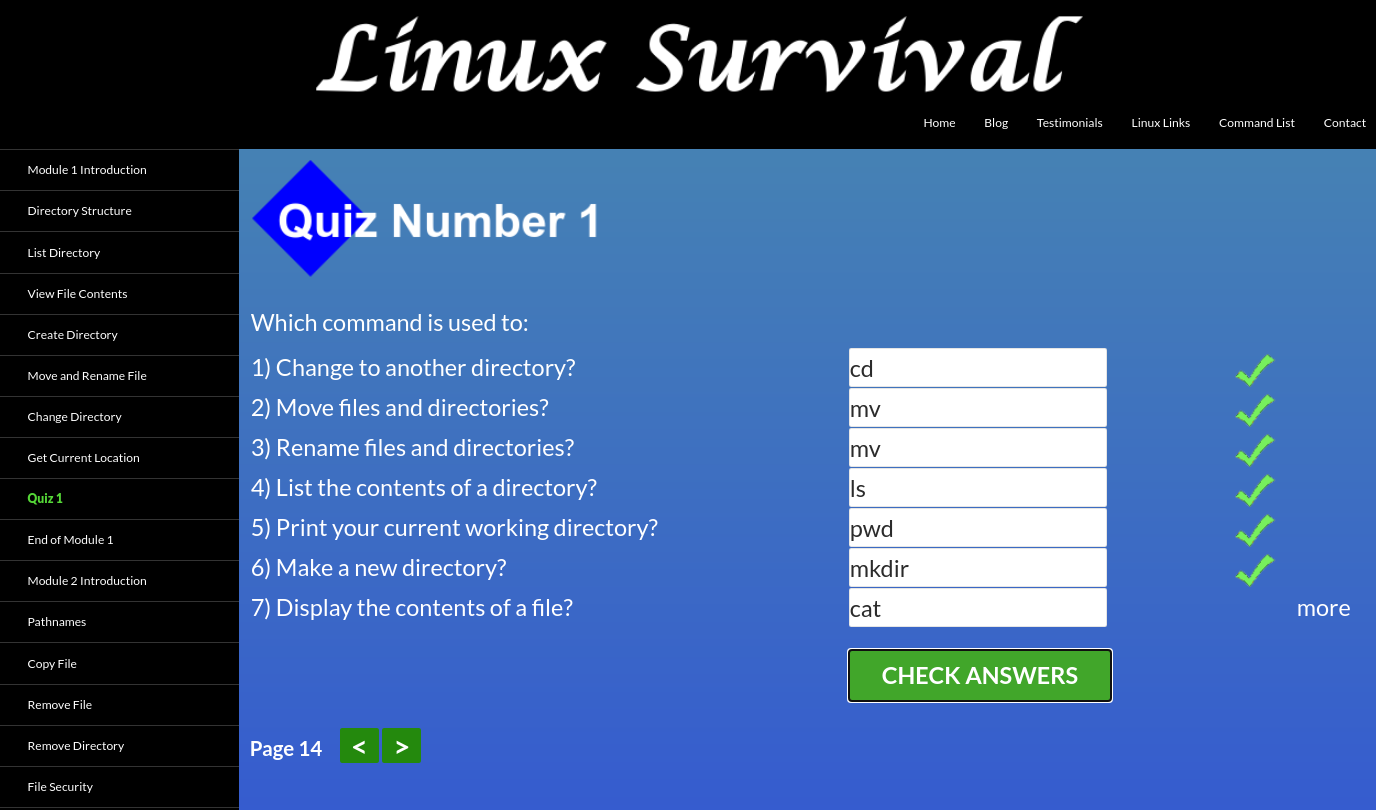 Linux Survival
Home Blog Testimonials Linux Links Command List Contact
Module 1 Introduction
Directory Structure
List Directory
View File Contents
Create Directory
Move and Rename File
Change Directory
Get Current Location
Quiz 1
End of Module 1
Module 2 Introduction
Pathnames
Copy File
Remove File
Remove Directory
File Security
Quiz Number 1
Which command is used to:
1) Change to another directory? cd
2) Move files and directories? mv
3) Rename files and directories? mv
4) List the contents of a directory? ls
5) Print your current working directory? pwd
6) Make a new directory? mkdir
7) Display the contents of a file? cat more
CHECK ANSWERS
Page 14 < >